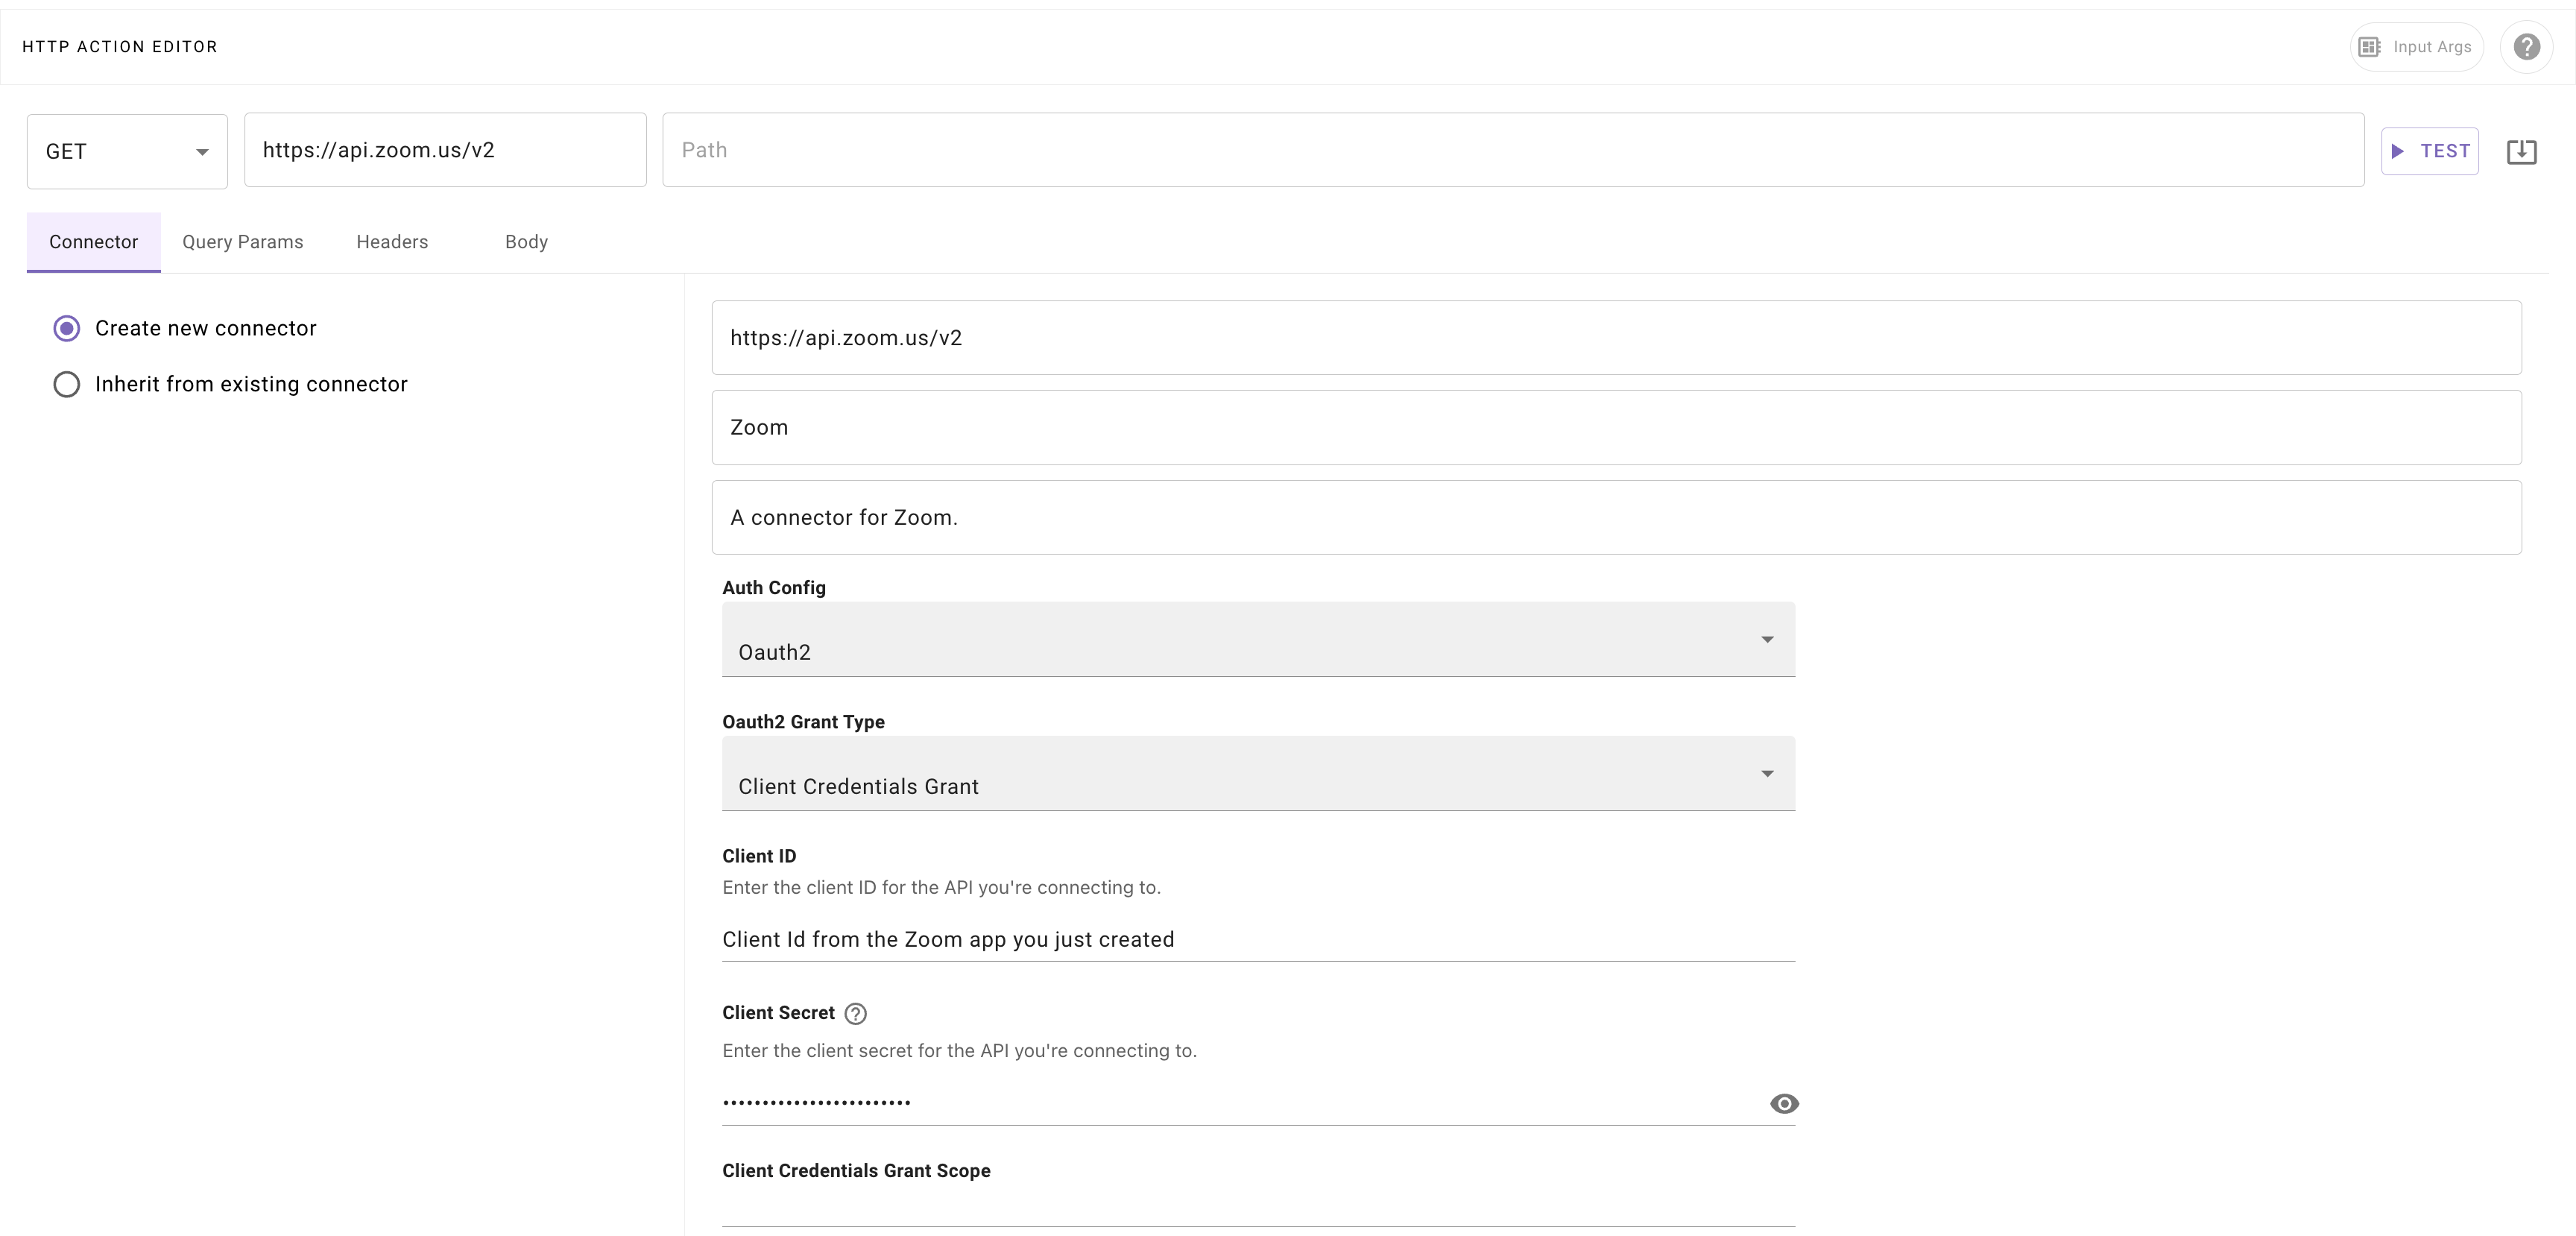 HTTP ACTION EDITOR
Input Args
GET
https://api.zoom.us/v2
Path
TEST
Connector
Query Params
Headers
Body
Create new connector
Inherit from existing connector
https://api.zoom.us/v2
Zoom
A connector for Zoom.
Auth Config
Oauth2
Oauth2 Grant Type
Client Credentials Grant
Client ID
Enter the client ID for the API you're connecting to.
Client Id from the Zoom app you just created
Client Secret
Enter the client secret for the API you're connecting to.
••••••••••••••••••••••••
Client Credentials Grant Scope